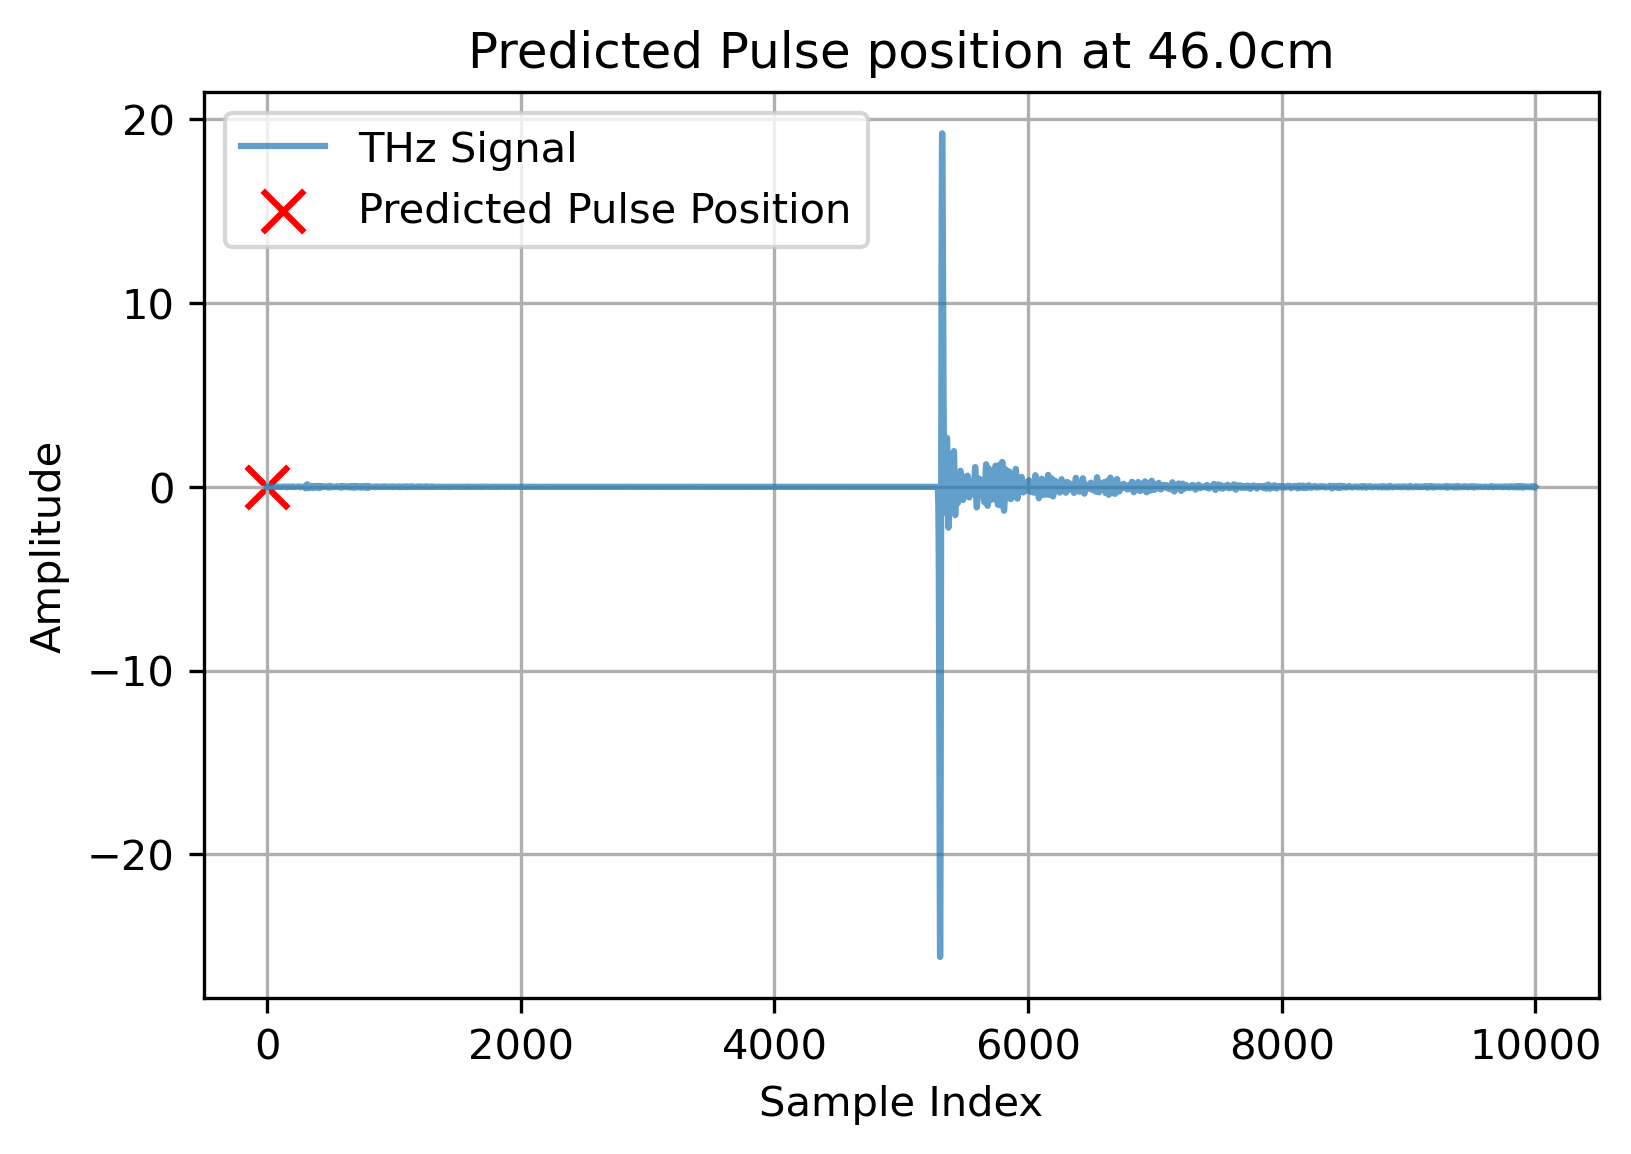 Predicted Pulse position at 46.0cm
THz Signal
Predicted Pulse Position
20
10
0
−10
−20
Amplitude
0 2000 4000 6000 8000 10000
Sample Index